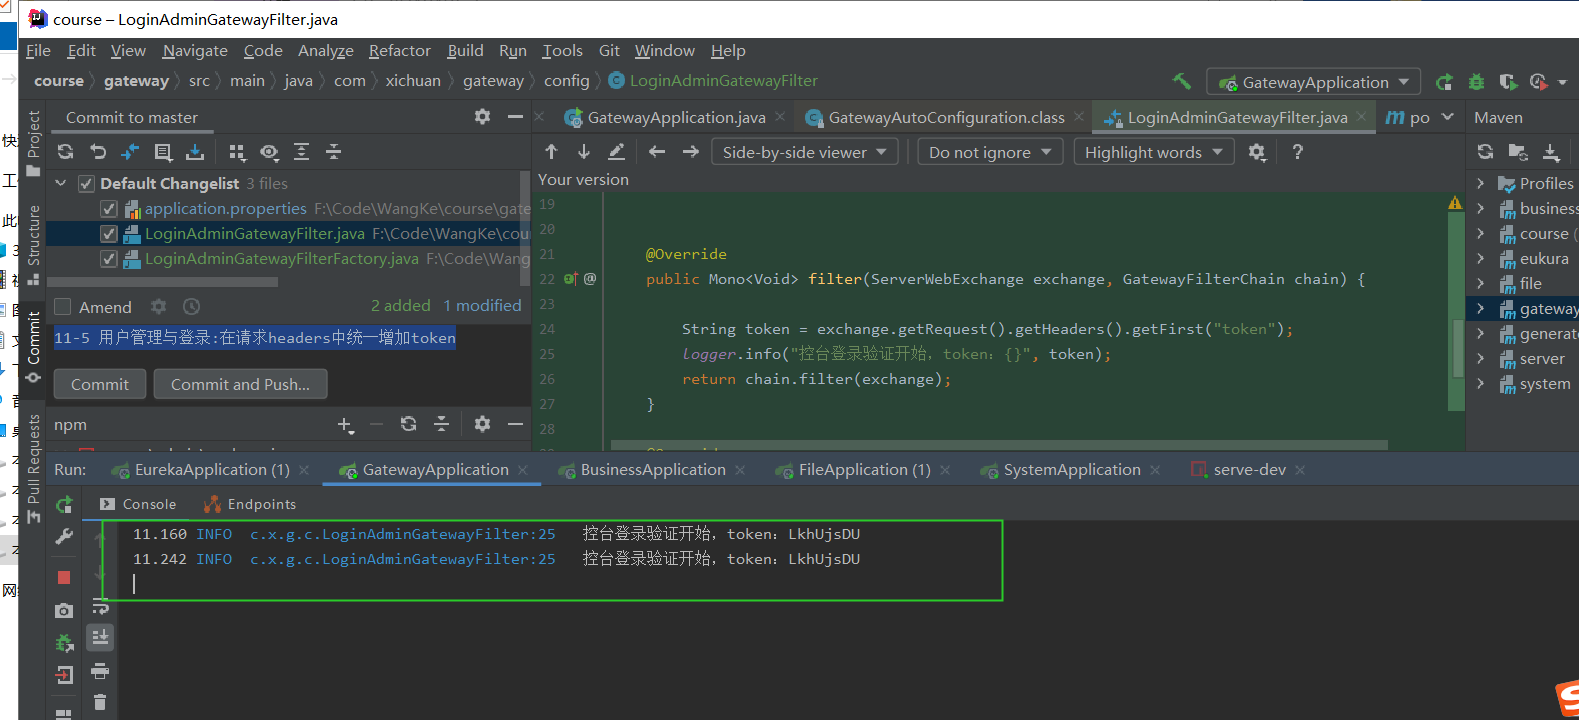 course – LoginAdminGatewayFilter.java
File Edit View Navigate Code Analyze Refactor Build Run Tools Git Window Help
course gateway src main java com xichuan gateway config LoginAdminGatewayFilter
GatewayApplication
Commit to master
GatewayApplication.java GatewayAutoConfiguration.class LoginAdminGatewayFilter.java po
Maven
Side-by-side viewer Do not ignore Highlight words ?
Your version
Project
Structure
Commit
Pull Requests
Default Changelist 3 files
application.properties F:\Code\WangKe\course\gate
LoginAdminGatewayFilter.java F:\Code\WangKe\cou
LoginAdminGatewayFilterFactory.java F:\Code\Wang
Amend 2 added 1 modified
11-5 用户管理与登录:在请求headers中统一增加token
Commit Commit and Push...
npm
19
20
21 @Override
22 @ public Mono<Void> filter(ServerWebExchange exchange, GatewayFilterChain chain) {
23
24 String token = exchange.getRequest().getHeaders().getFirst("token");
25 logger.info("控台登录验证开始，token：{}", token);
26 return chain.filter(exchange);
27 }
28
Profiles
business
course (
eukura
file
gateway
generat
server
system
Run: EurekaApplication (1) GatewayApplication BusinessApplication FileApplication (1) SystemApplication serve-dev
Console Endpoints
11.160 INFO c.x.g.c.LoginAdminGatewayFilter:25 控台登录验证开始，token：LkhUjsDU
11.242 INFO c.x.g.c.LoginAdminGatewayFilter:25 控台登录验证开始，token：LkhUjsDU